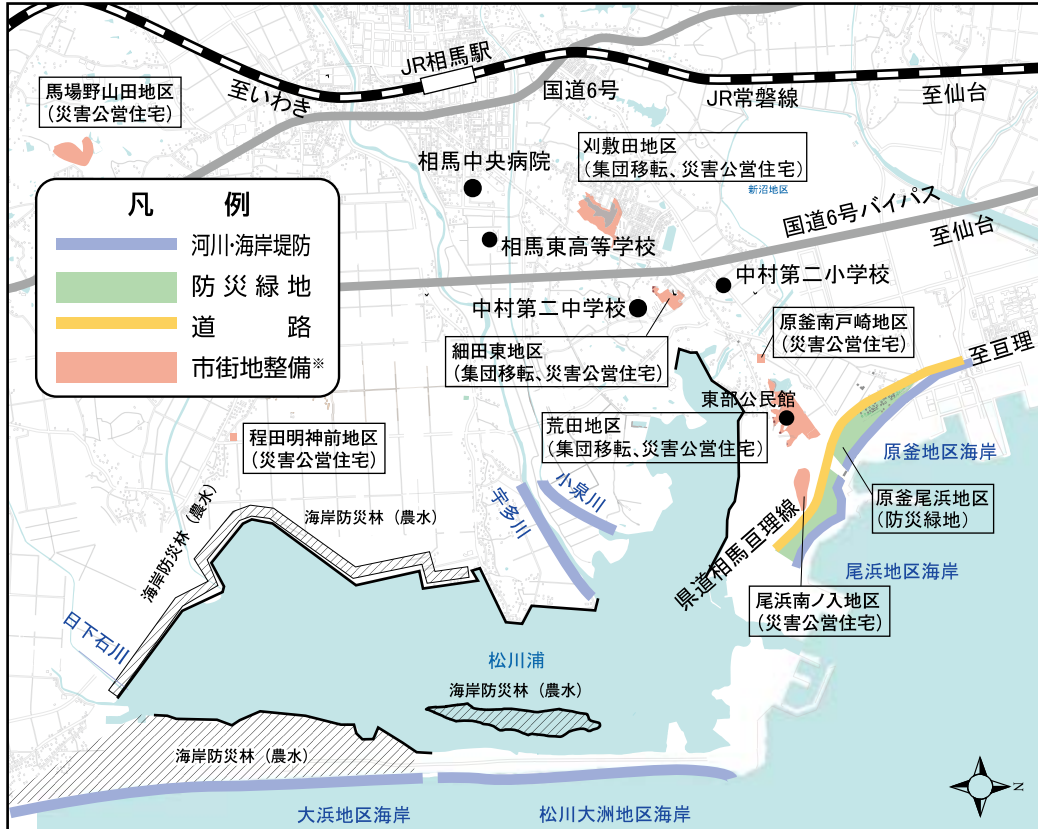 JR相馬駅
至いわき
国道6号
JR常磐線
至仙台
馬場野山田地区
(災害公営住宅)
相馬中央病院
刈敷田地区
(集団移転、災害公営住宅)
新沼地区
国道6号バイパス
至仙台
凡 例
河川・海岸堤防
防災緑地
道路
市街地整備※
相馬東高等学校
中村第二小学校
中村第二中学校
原釜南戸崎地区
(災害公営住宅)
至亘理
細田東地区
(集団移転、災害公営住宅)
東部公民館
荒田地区
(集団移転、災害公営住宅)
程田明神前地区
(災害公営住宅)
原釜地区海岸
原釜尾浜地区
(防災緑地)
小泉川
宇多川
海岸防災林(農水)
海岸防災林(農水)
県道相馬亘理線
尾浜地区海岸
尾浜南ノ入地区
(災害公営住宅)
日下石川
松川浦
海岸防災林(農水)
海岸防災林(農水)
大浜地区海岸
松川大洲地区海岸
N